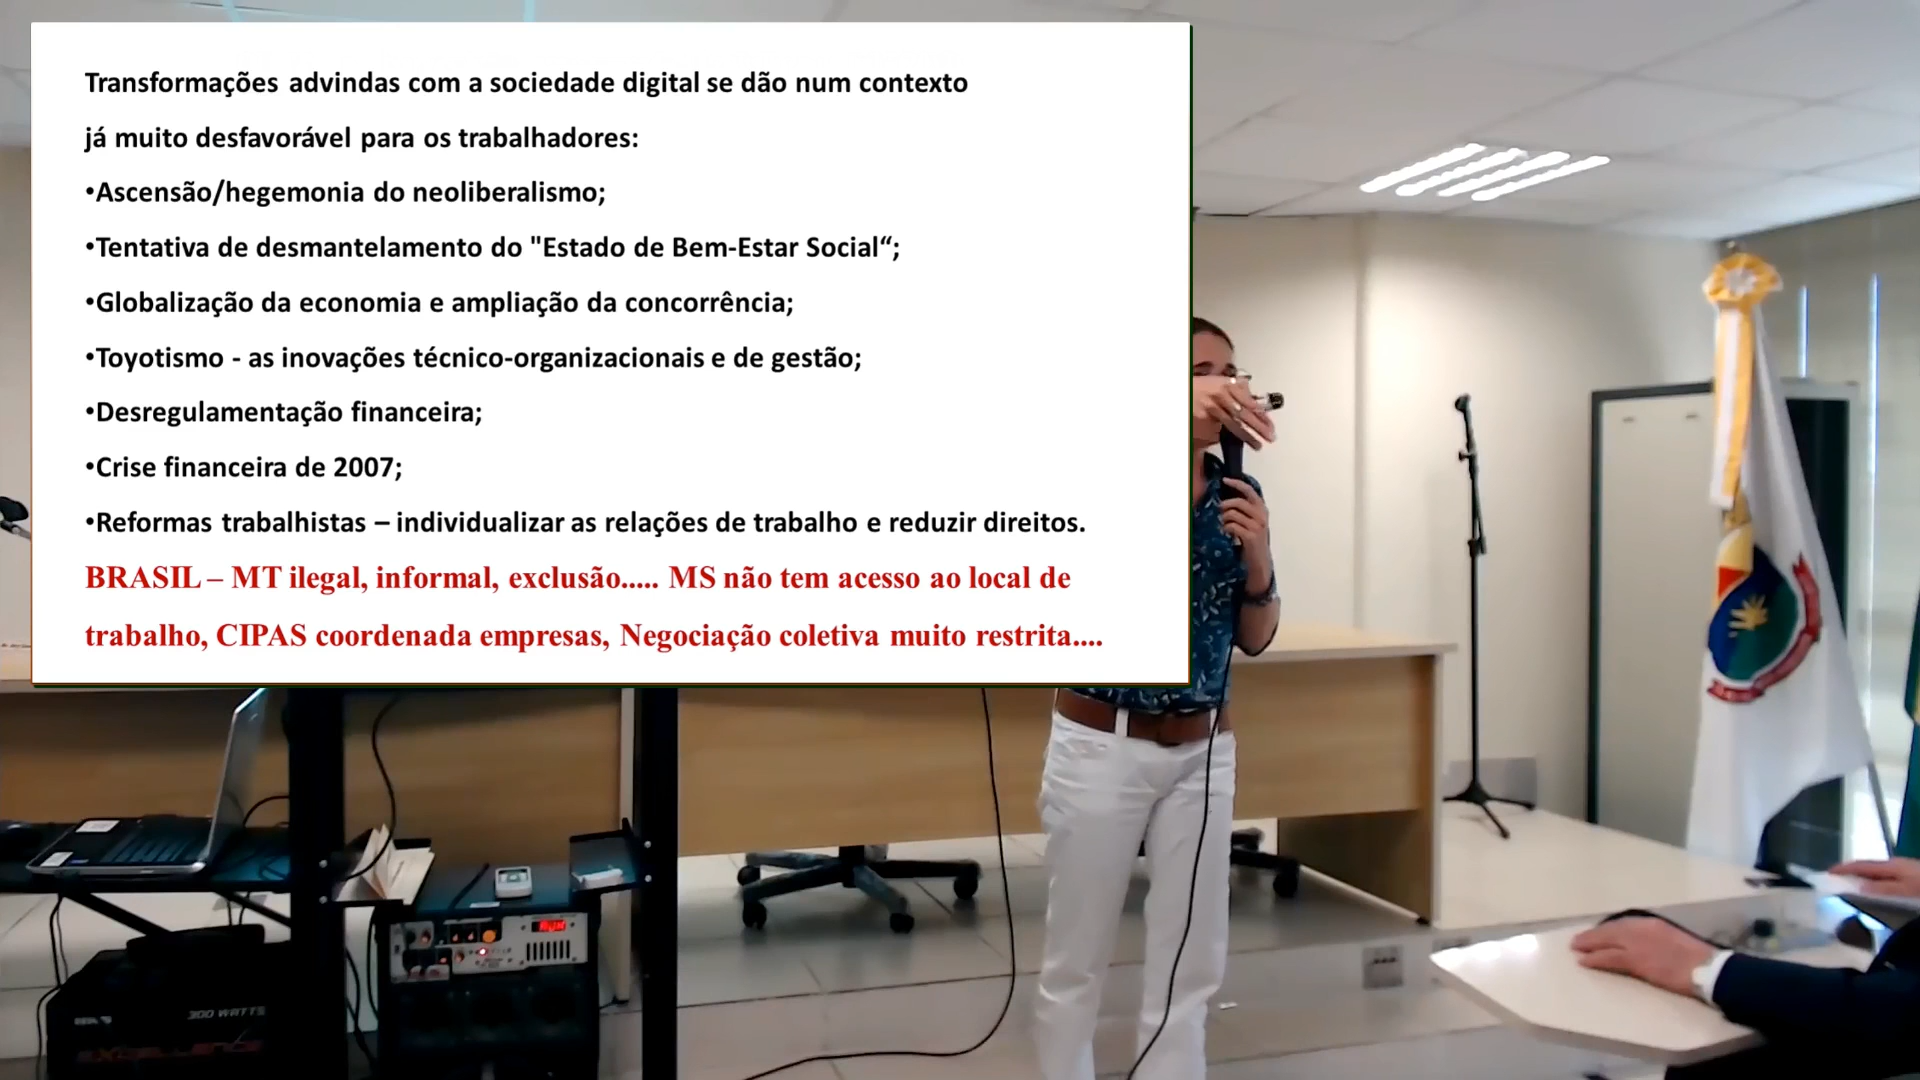 Transformações advindas com a sociedade digital se dão num contexto
já muito desfavorável para os trabalhadores:
•Ascensão/hegemonia do neoliberalismo;
•Tentativa de desmantelamento do "Estado de Bem-Estar Social“;
•Globalização da economia e ampliação da concorrência;
•Toyotismo - as inovações técnico-organizacionais e de gestão;
•Desregulamentação financeira;
•Crise financeira de 2007;
•Reformas trabalhistas – individualizar as relações de trabalho e reduzir direitos.
BRASIL – MT ilegal, informal, exclusão..... MS não tem acesso ao local de
trabalho, CIPAS coordenada empresas, Negociação coletiva muito restrita....
300 WATTS